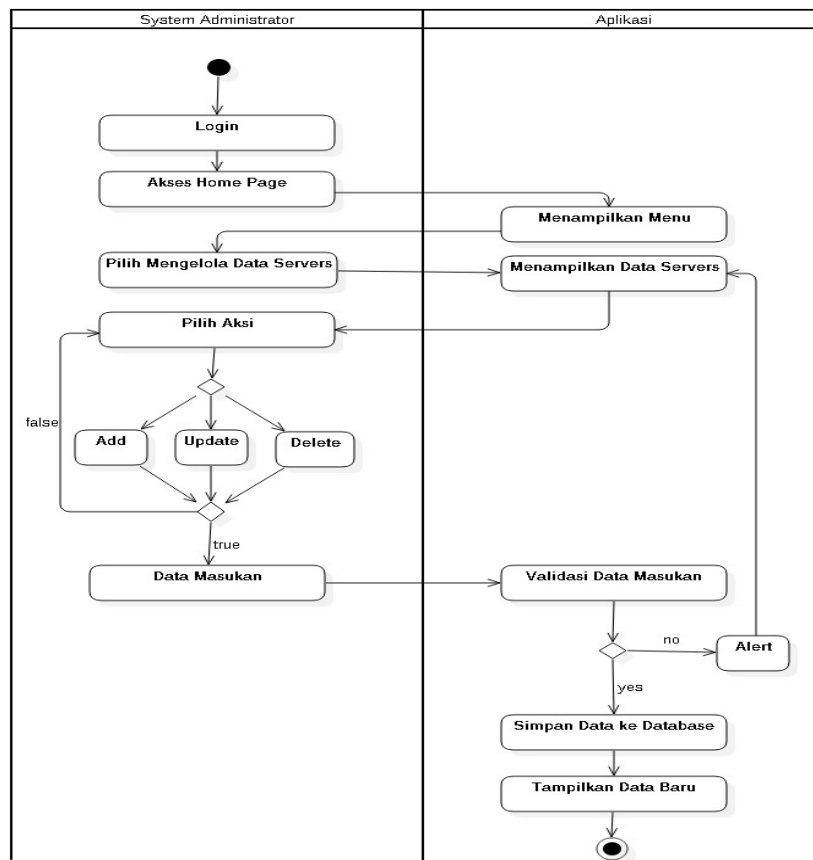 System Administrator
Aplikasi
Login
Akses Home Page
Menampilkan Menu
Pilih Mengelola Data Servers
Menampilkan Data Servers
Pilih Aksi
false
Add
Update
Delete
true
Data Masukan
Validasi Data Masukan
no
Alert
yes
Simpan Data ke Database
Tampilkan Data Baru